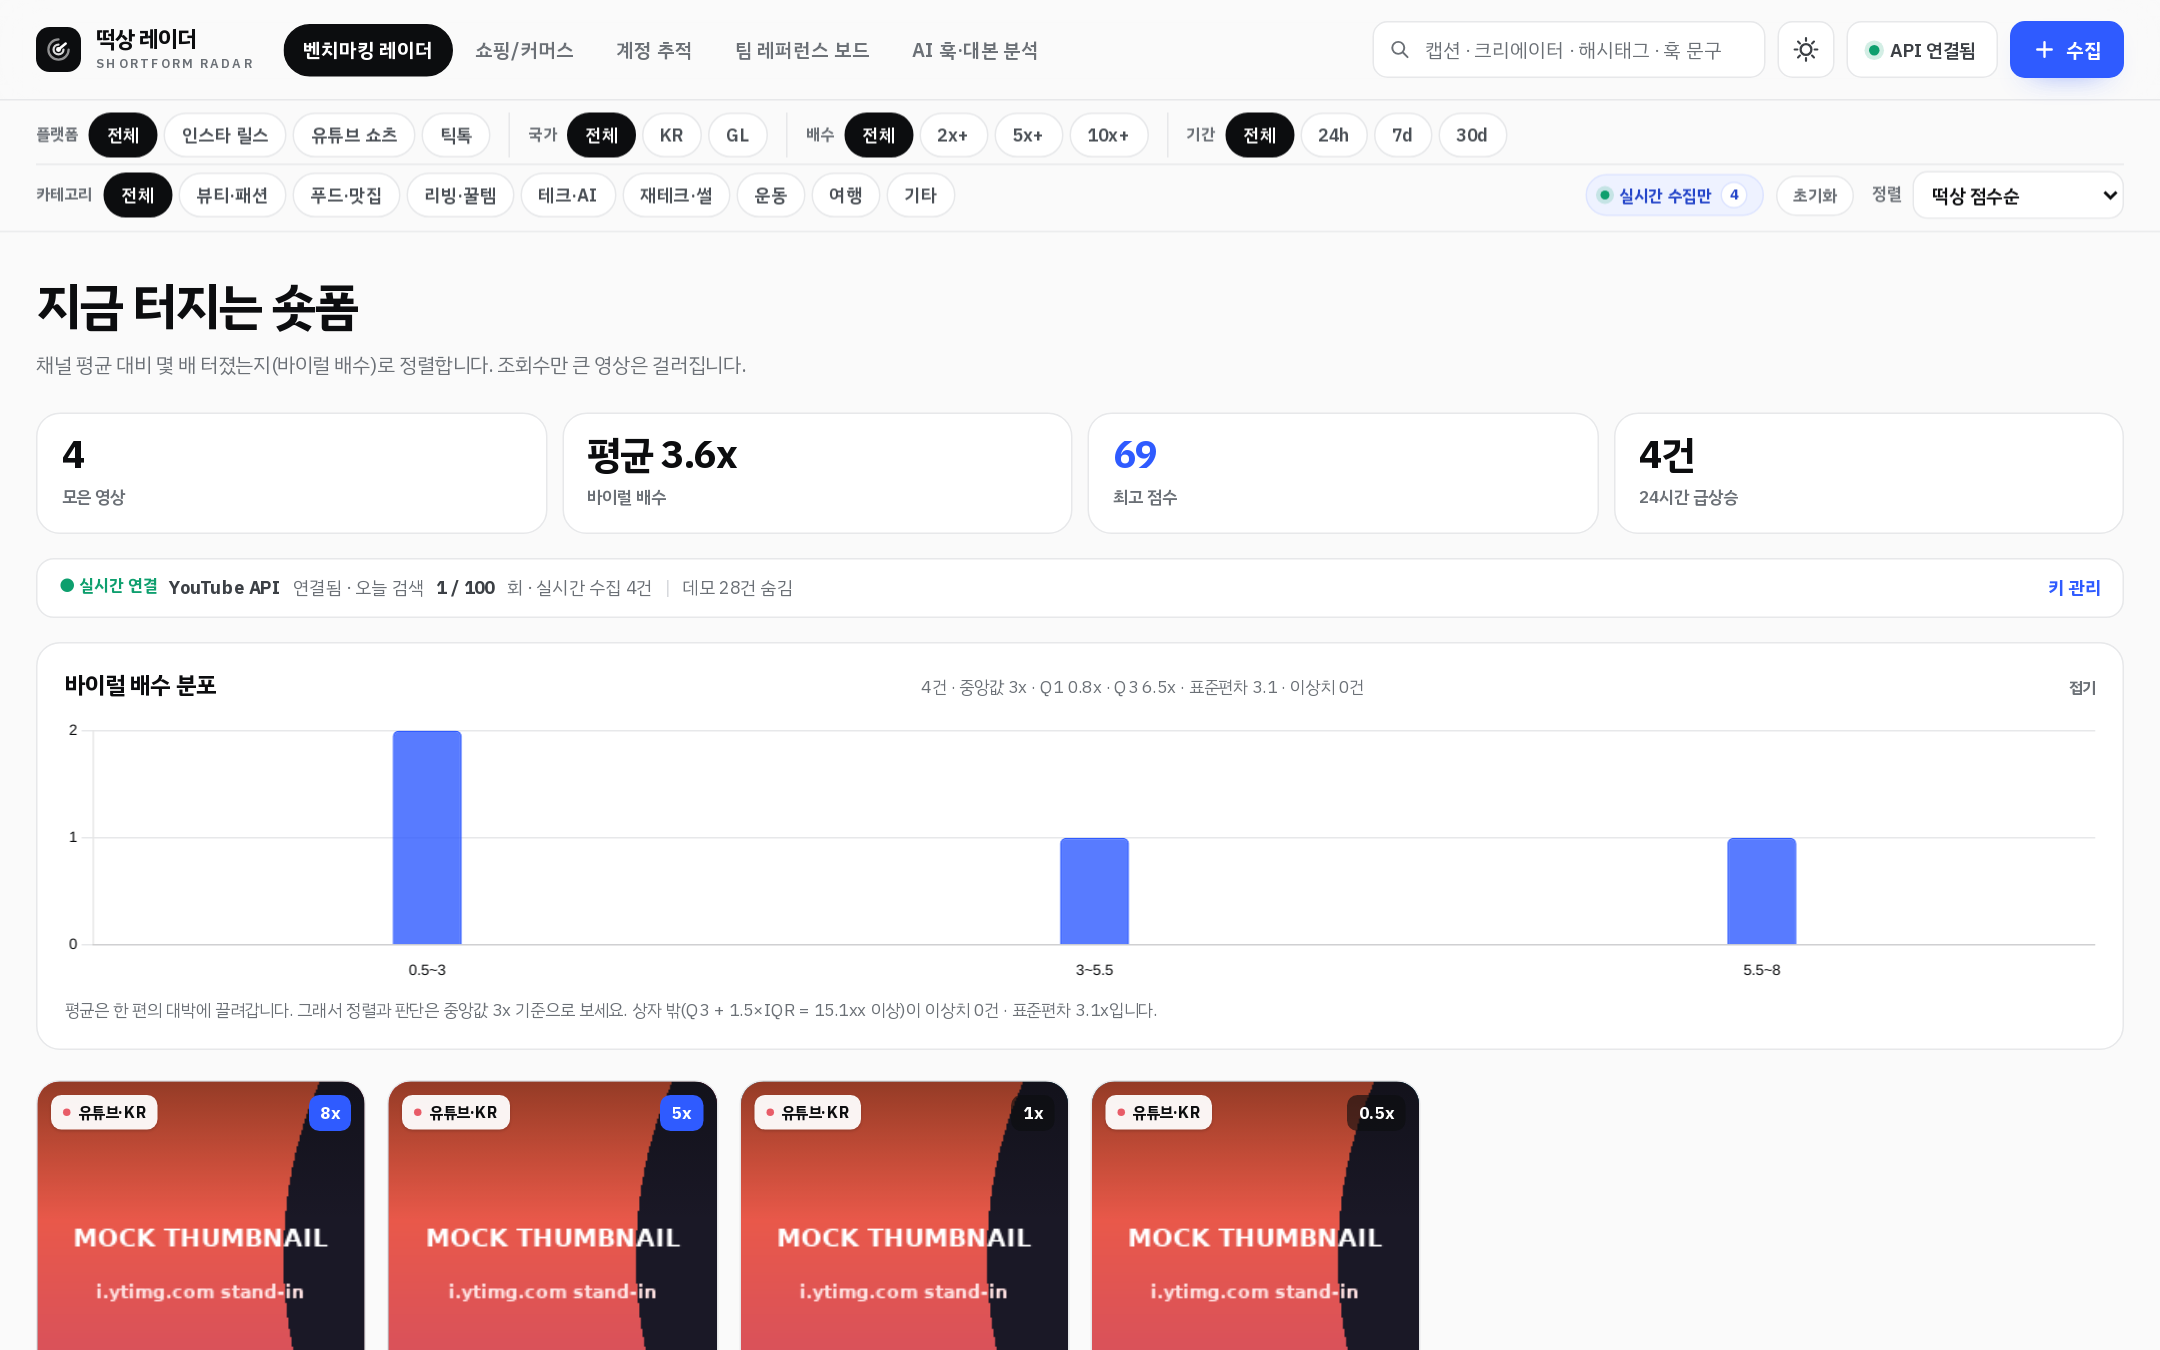 떡상 레이더
SHORTFORM RADAR
벤치마킹 레이더
쇼핑/커머스
계정 추적
팀 레퍼런스 보드
AI 훅·대본 분석
캡션 · 크리에이터 · 해시태그 · 훅 문구
API 연결됨
+ 수집
플랫폼 전체 인스타 릴스 유튜브 쇼츠 틱톡 국가 전체 KR GL 배수 전체 2x+ 5x+ 10x+ 기간 전체 24h 7d 30d
카테고리 전체 뷰티·패션 푸드·맛집 리빙·꿀템 테크·AI 재테크·썰 운동 여행 기타 실시간 수집만 4 초기화 정렬 떡상 점수순
지금 터지는 숏폼
채널 평균 대비 몇 배 터졌는지(바이럴 배수)로 정렬합니다. 조회수만 큰 영상은 걸러집니다.
4
모은 영상
평균 3.6x
바이럴 배수
69
최고 점수
4건
24시간 급상승
실시간 연결 YouTube API 연결됨 · 오늘 검색 1 / 100 회 · 실시간 수집 4건 | 데모 28건 숨김 키 관리
바이럴 배수 분포
4건 · 중앙값 3x · Q1 0.8x · Q3 6.5x · 표준편차 3.1 · 이상치 0건
접기
2
1
0
0.5~3 3~5.5 5.5~8
평균은 한 편의 대박에 끌려갑니다. 그래서 정렬과 판단은 중앙값 3x 기준으로 보세요. 상자 밖(Q3 + 1.5×IQR = 15.1xx 이상)이 이상치 0건 · 표준편차 3.1x입니다.
유튜브·KR 8x
MOCK THUMBNAIL
i.ytimg.com stand-in
유튜브·KR 5x
MOCK THUMBNAIL
i.ytimg.com stand-in
유튜브·KR 1x
MOCK THUMBNAIL
i.ytimg.com stand-in
유튜브·KR 0.5x
MOCK THUMBNAIL
i.ytimg.com stand-in